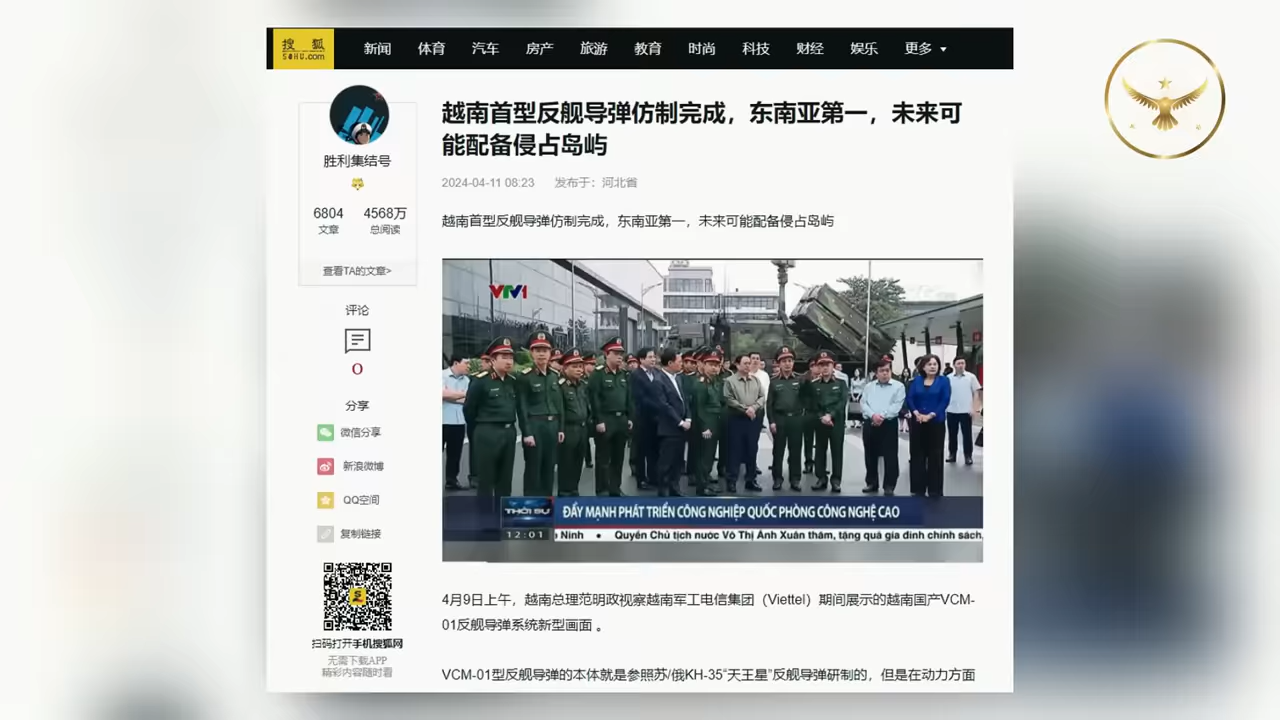 搜狐
SOHU.com
新闻 体育 汽车 房产 旅游 教育 时尚 科技 财经 娱乐 更多
胜利集结号
6804 4568万
文章 总阅读
查看TA的文章>
评论
0
分享
微信分享
新浪微博
QQ空间
复制链接
扫码打开手机搜狐网
无需下载APP
精彩内容随时看
越南首型反舰导弹仿制完成，东南亚第一，未来可
能配备侵占岛屿
2024-04-11 08:23 发布于：河北省
越南首型反舰导弹仿制完成，东南亚第一，未来可能配备侵占岛屿
VTV1
THỜI SỰ
ĐẨY MẠNH PHÁT TRIỂN CÔNG NGHIỆP QUỐC PHÒNG CÔNG NGHỆ CAO
12:01
Ninh • Quyền Chủ tịch nước Võ Thị Ánh Xuân thăm, tặng quà gia đình chính sách,
4月9日上午，越南总理范明政视察越南军工电信集团（Viettel）期间展示的越南国产VCM-
01反舰导弹系统新型画面 。
VCM-01型反舰导弹的本体就是参照苏/俄KH-35“天王星”反舰导弹研制的，但是在动力方面